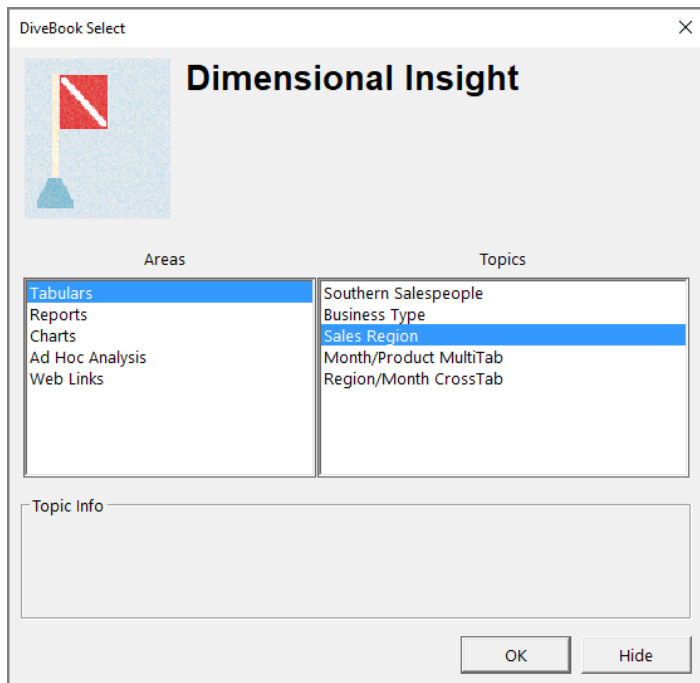 DiveBook Select
Dimensional Insight
Areas
Topics
Tabulars
Reports
Charts
Ad Hoc Analysis
Web Links
Southern Salespeople
Business Type
Sales Region
Month/Product MultiTab
Region/Month CrossTab
Topic Info
OK
Hide